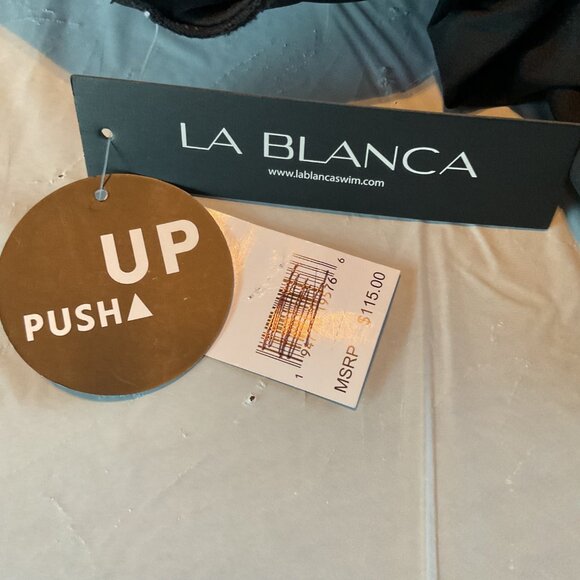 LA BLANCA
www.lablancaswim.com
UP
PUSH
MSRP $115.00